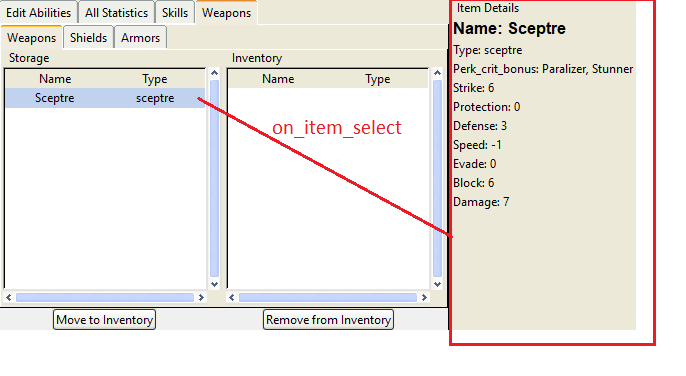 Edit Abilities All Statistics Skills Weapons
Weapons Shields Armors
Storage Inventory
Name Type Name Type
Sceptre sceptre
on_item_select
Move to Inventory Remove from Inventory
Item Details
Name: Sceptre
Type: sceptre
Perk_crit_bonus: Paralizer, Stunner
Strike: 6
Protection: 0
Defense: 3
Speed: -1
Evade: 0
Block: 6
Damage: 7